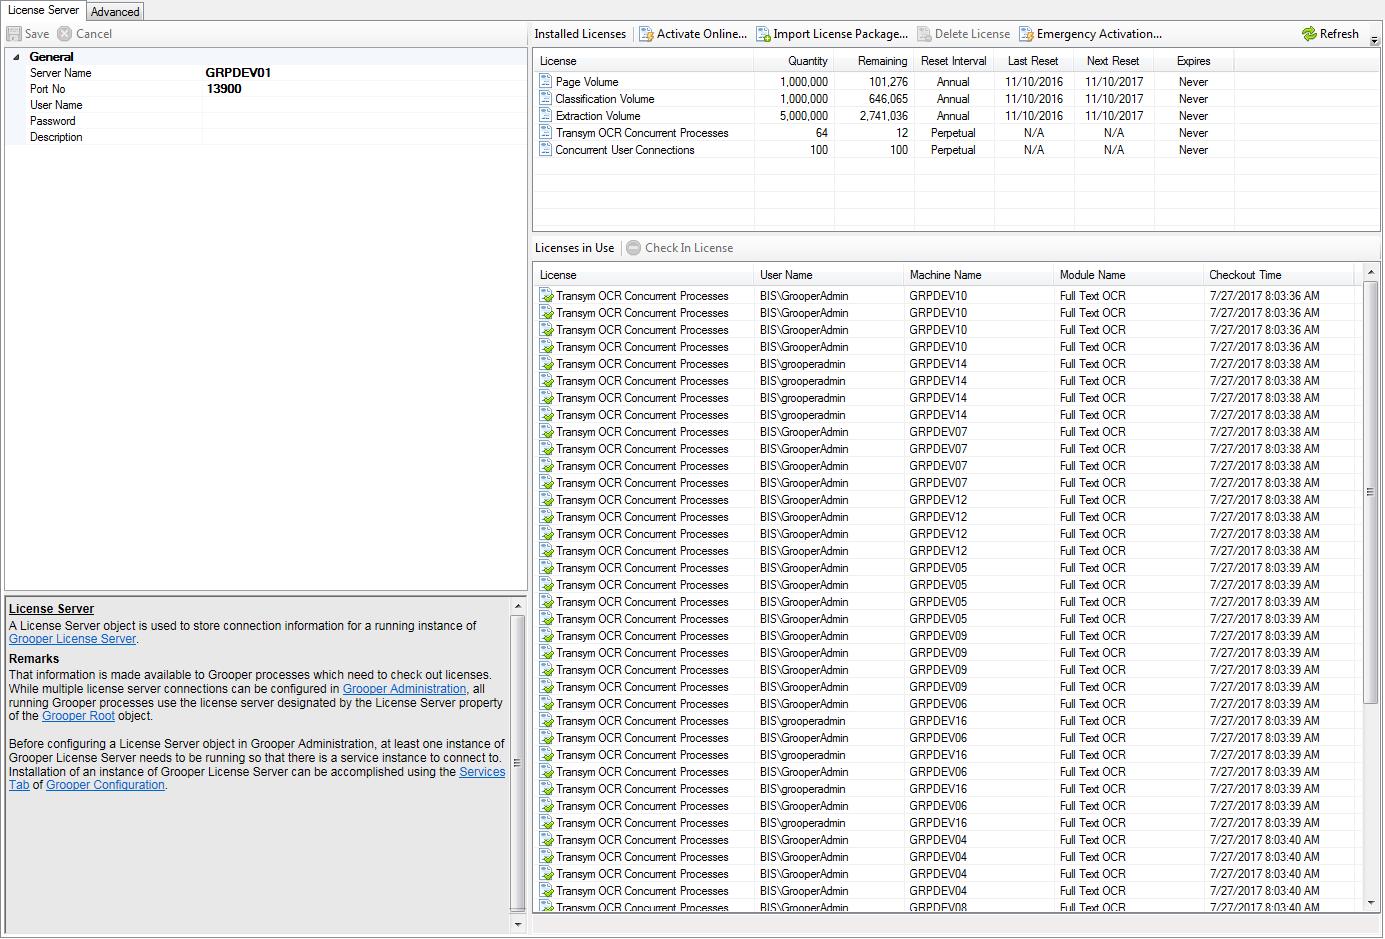 License Server Advanced
Save Cancel
General
Server Name GRPDEV01
Port No 13900
User Name
Password
Description
License Server
A License Server object is used to store connection information for a running instance of
Grooper License Server.
Remarks
That information is made available to Grooper processes which need to check out licenses.
While multiple license server connections can be configured in Grooper Administration, all
running Grooper processes use the license server designated by the License Server property
of the Grooper Root object.
Before configuring a License Server object in Grooper Administration, at least one instance of
Grooper License Server needs to be running so that there is a service instance to connect to.
Installation of an instance of Grooper License Server can be accomplished using the Services
Tab of Grooper Configuration.
Installed Licenses Activate Online... Import License Package... Delete License Emergency Activation... Refresh
License Quantity Remaining Reset Interval Last Reset Next Reset Expires
Page Volume 1,000,000 101,276 Annual 11/10/2016 11/10/2017 Never
Classification Volume 1,000,000 646,065 Annual 11/10/2016 11/10/2017 Never
Extraction Volume 5,000,000 2,741,036 Annual 11/10/2016 11/10/2017 Never
Transym OCR Concurrent Processes 64 12 Perpetual N/A N/A Never
Concurrent User Connections 100 100 Perpetual N/A N/A Never
Licenses in Use Check In License
License User Name Machine Name Module Name Checkout Time
Transym OCR Concurrent Processes BIS\GrooperAdmin GRPDEV10 Full Text OCR 7/27/2017 8:03:36 AM
Transym OCR Concurrent Processes BIS\GrooperAdmin GRPDEV10 Full Text OCR 7/27/2017 8:03:36 AM
Transym OCR Concurrent Processes BIS\GrooperAdmin GRPDEV10 Full Text OCR 7/27/2017 8:03:36 AM
Transym OCR Concurrent Processes BIS\GrooperAdmin GRPDEV10 Full Text OCR 7/27/2017 8:03:36 AM
Transym OCR Concurrent Processes BIS\grooperadmin GRPDEV14 Full Text OCR 7/27/2017 8:03:38 AM
Transym OCR Concurrent Processes BIS\grooperadmin GRPDEV14 Full Text OCR 7/27/2017 8:03:38 AM
Transym OCR Concurrent Processes BIS\grooperadmin GRPDEV14 Full Text OCR 7/27/2017 8:03:38 AM
Transym OCR Concurrent Processes BIS\grooperadmin GRPDEV14 Full Text OCR 7/27/2017 8:03:38 AM
Transym OCR Concurrent Processes BIS\GrooperAdmin GRPDEV07 Full Text OCR 7/27/2017 8:03:38 AM
Transym OCR Concurrent Processes BIS\GrooperAdmin GRPDEV07 Full Text OCR 7/27/2017 8:03:38 AM
Transym OCR Concurrent Processes BIS\GrooperAdmin GRPDEV07 Full Text OCR 7/27/2017 8:03:38 AM
Transym OCR Concurrent Processes BIS\GrooperAdmin GRPDEV07 Full Text OCR 7/27/2017 8:03:38 AM
Transym OCR Concurrent Processes BIS\GrooperAdmin GRPDEV12 Full Text OCR 7/27/2017 8:03:38 AM
Transym OCR Concurrent Processes BIS\GrooperAdmin GRPDEV12 Full Text OCR 7/27/2017 8:03:38 AM
Transym OCR Concurrent Processes BIS\GrooperAdmin GRPDEV12 Full Text OCR 7/27/2017 8:03:38 AM
Transym OCR Concurrent Processes BIS\GrooperAdmin GRPDEV12 Full Text OCR 7/27/2017 8:03:38 AM
Transym OCR Concurrent Processes BIS\GrooperAdmin GRPDEV05 Full Text OCR 7/27/2017 8:03:39 AM
Transym OCR Concurrent Processes BIS\GrooperAdmin GRPDEV05 Full Text OCR 7/27/2017 8:03:39 AM
Transym OCR Concurrent Processes BIS\GrooperAdmin GRPDEV05 Full Text OCR 7/27/2017 8:03:39 AM
Transym OCR Concurrent Processes BIS\GrooperAdmin GRPDEV05 Full Text OCR 7/27/2017 8:03:39 AM
Transym OCR Concurrent Processes BIS\GrooperAdmin GRPDEV09 Full Text OCR 7/27/2017 8:03:39 AM
Transym OCR Concurrent Processes BIS\GrooperAdmin GRPDEV09 Full Text OCR 7/27/2017 8:03:39 AM
Transym OCR Concurrent Processes BIS\GrooperAdmin GRPDEV09 Full Text OCR 7/27/2017 8:03:39 AM
Transym OCR Concurrent Processes BIS\GrooperAdmin GRPDEV09 Full Text OCR 7/27/2017 8:03:39 AM
Transym OCR Concurrent Processes BIS\GrooperAdmin GRPDEV06 Full Text OCR 7/27/2017 8:03:39 AM
Transym OCR Concurrent Processes BIS\grooperadmin GRPDEV16 Full Text OCR 7/27/2017 8:03:39 AM
Transym OCR Concurrent Processes BIS\GrooperAdmin GRPDEV06 Full Text OCR 7/27/2017 8:03:39 AM
Transym OCR Concurrent Processes BIS\grooperadmin GRPDEV16 Full Text OCR 7/27/2017 8:03:39 AM
Transym OCR Concurrent Processes BIS\GrooperAdmin GRPDEV06 Full Text OCR 7/27/2017 8:03:39 AM
Transym OCR Concurrent Processes BIS\grooperadmin GRPDEV16 Full Text OCR 7/27/2017 8:03:39 AM
Transym OCR Concurrent Processes BIS\GrooperAdmin GRPDEV06 Full Text OCR 7/27/2017 8:03:39 AM
Transym OCR Concurrent Processes BIS\grooperadmin GRPDEV16 Full Text OCR 7/27/2017 8:03:39 AM
Transym OCR Concurrent Processes BIS\GrooperAdmin GRPDEV04 Full Text OCR 7/27/2017 8:03:40 AM
Transym OCR Concurrent Processes BIS\GrooperAdmin GRPDEV04 Full Text OCR 7/27/2017 8:03:40 AM
Transym OCR Concurrent Processes BIS\GrooperAdmin GRPDEV04 Full Text OCR 7/27/2017 8:03:40 AM
Transym OCR Concurrent Processes BIS\GrooperAdmin GRPDEV04 Full Text OCR 7/27/2017 8:03:40 AM
Transym OCR Concurrent Processes BIS\GrooperAdmin GRPDEV08 Full Text OCR 7/27/2017 8:03:40 AM